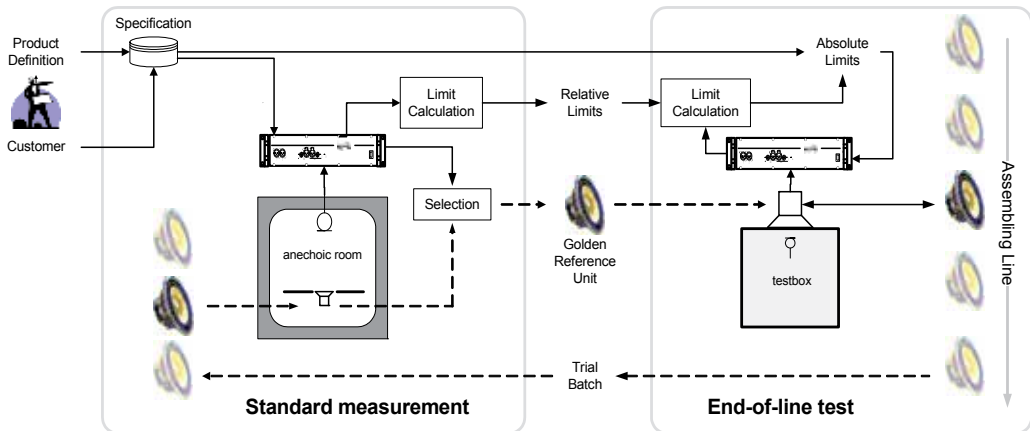 Specification
Product
Definition
Customer
Limit
Calculation
Relative
Limits
Limit
Calculation
Absolute
Limits
Selection
anechoic room
Golden
Reference
Unit
testbox
Assembling Line
Trial
Batch
Standard measurement
End-of-line test